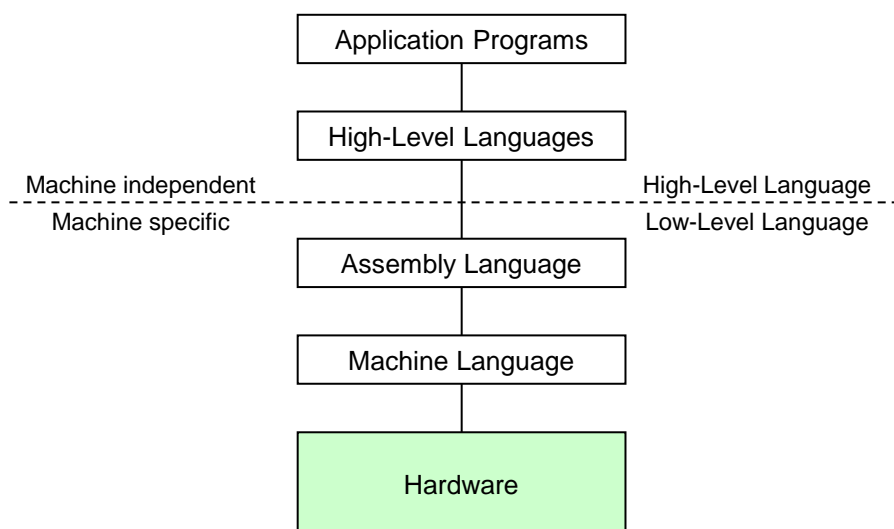 Application Programs
High-Level Languages
Machine independent
High-Level Language
Machine specific
Low-Level Language
Assembly Language
Machine Language
Hardware